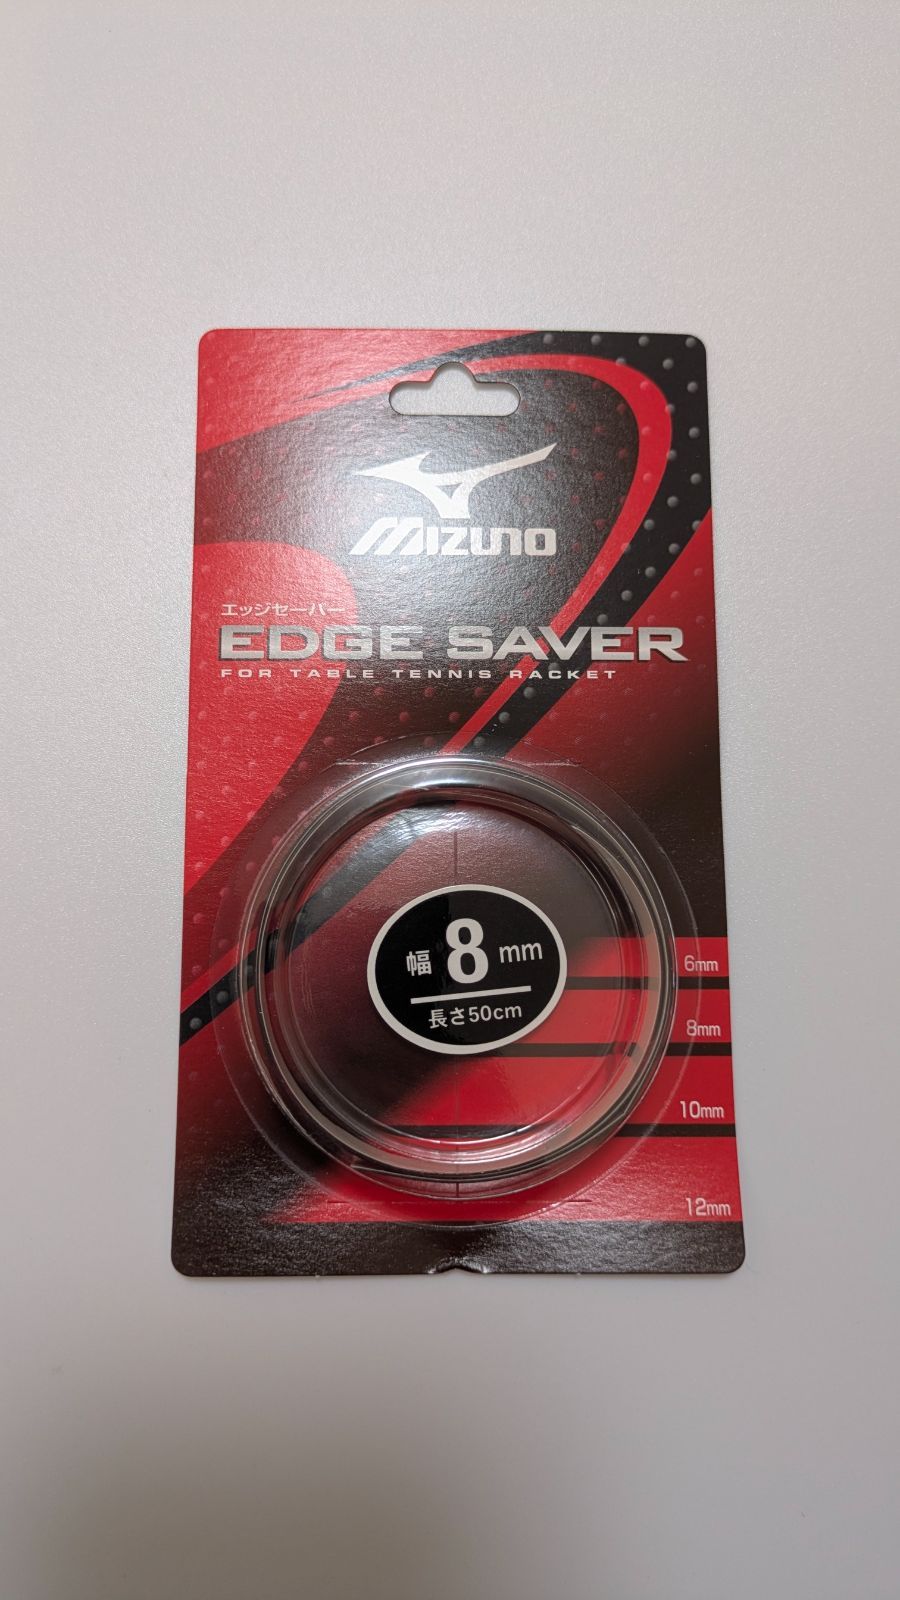 MIZUNO
エッジセーバー
EDGE SAVER
FOR TABLE TENNIS RACKET
幅 8 mm
長さ50cm
6mm
8mm
10mm
12mm